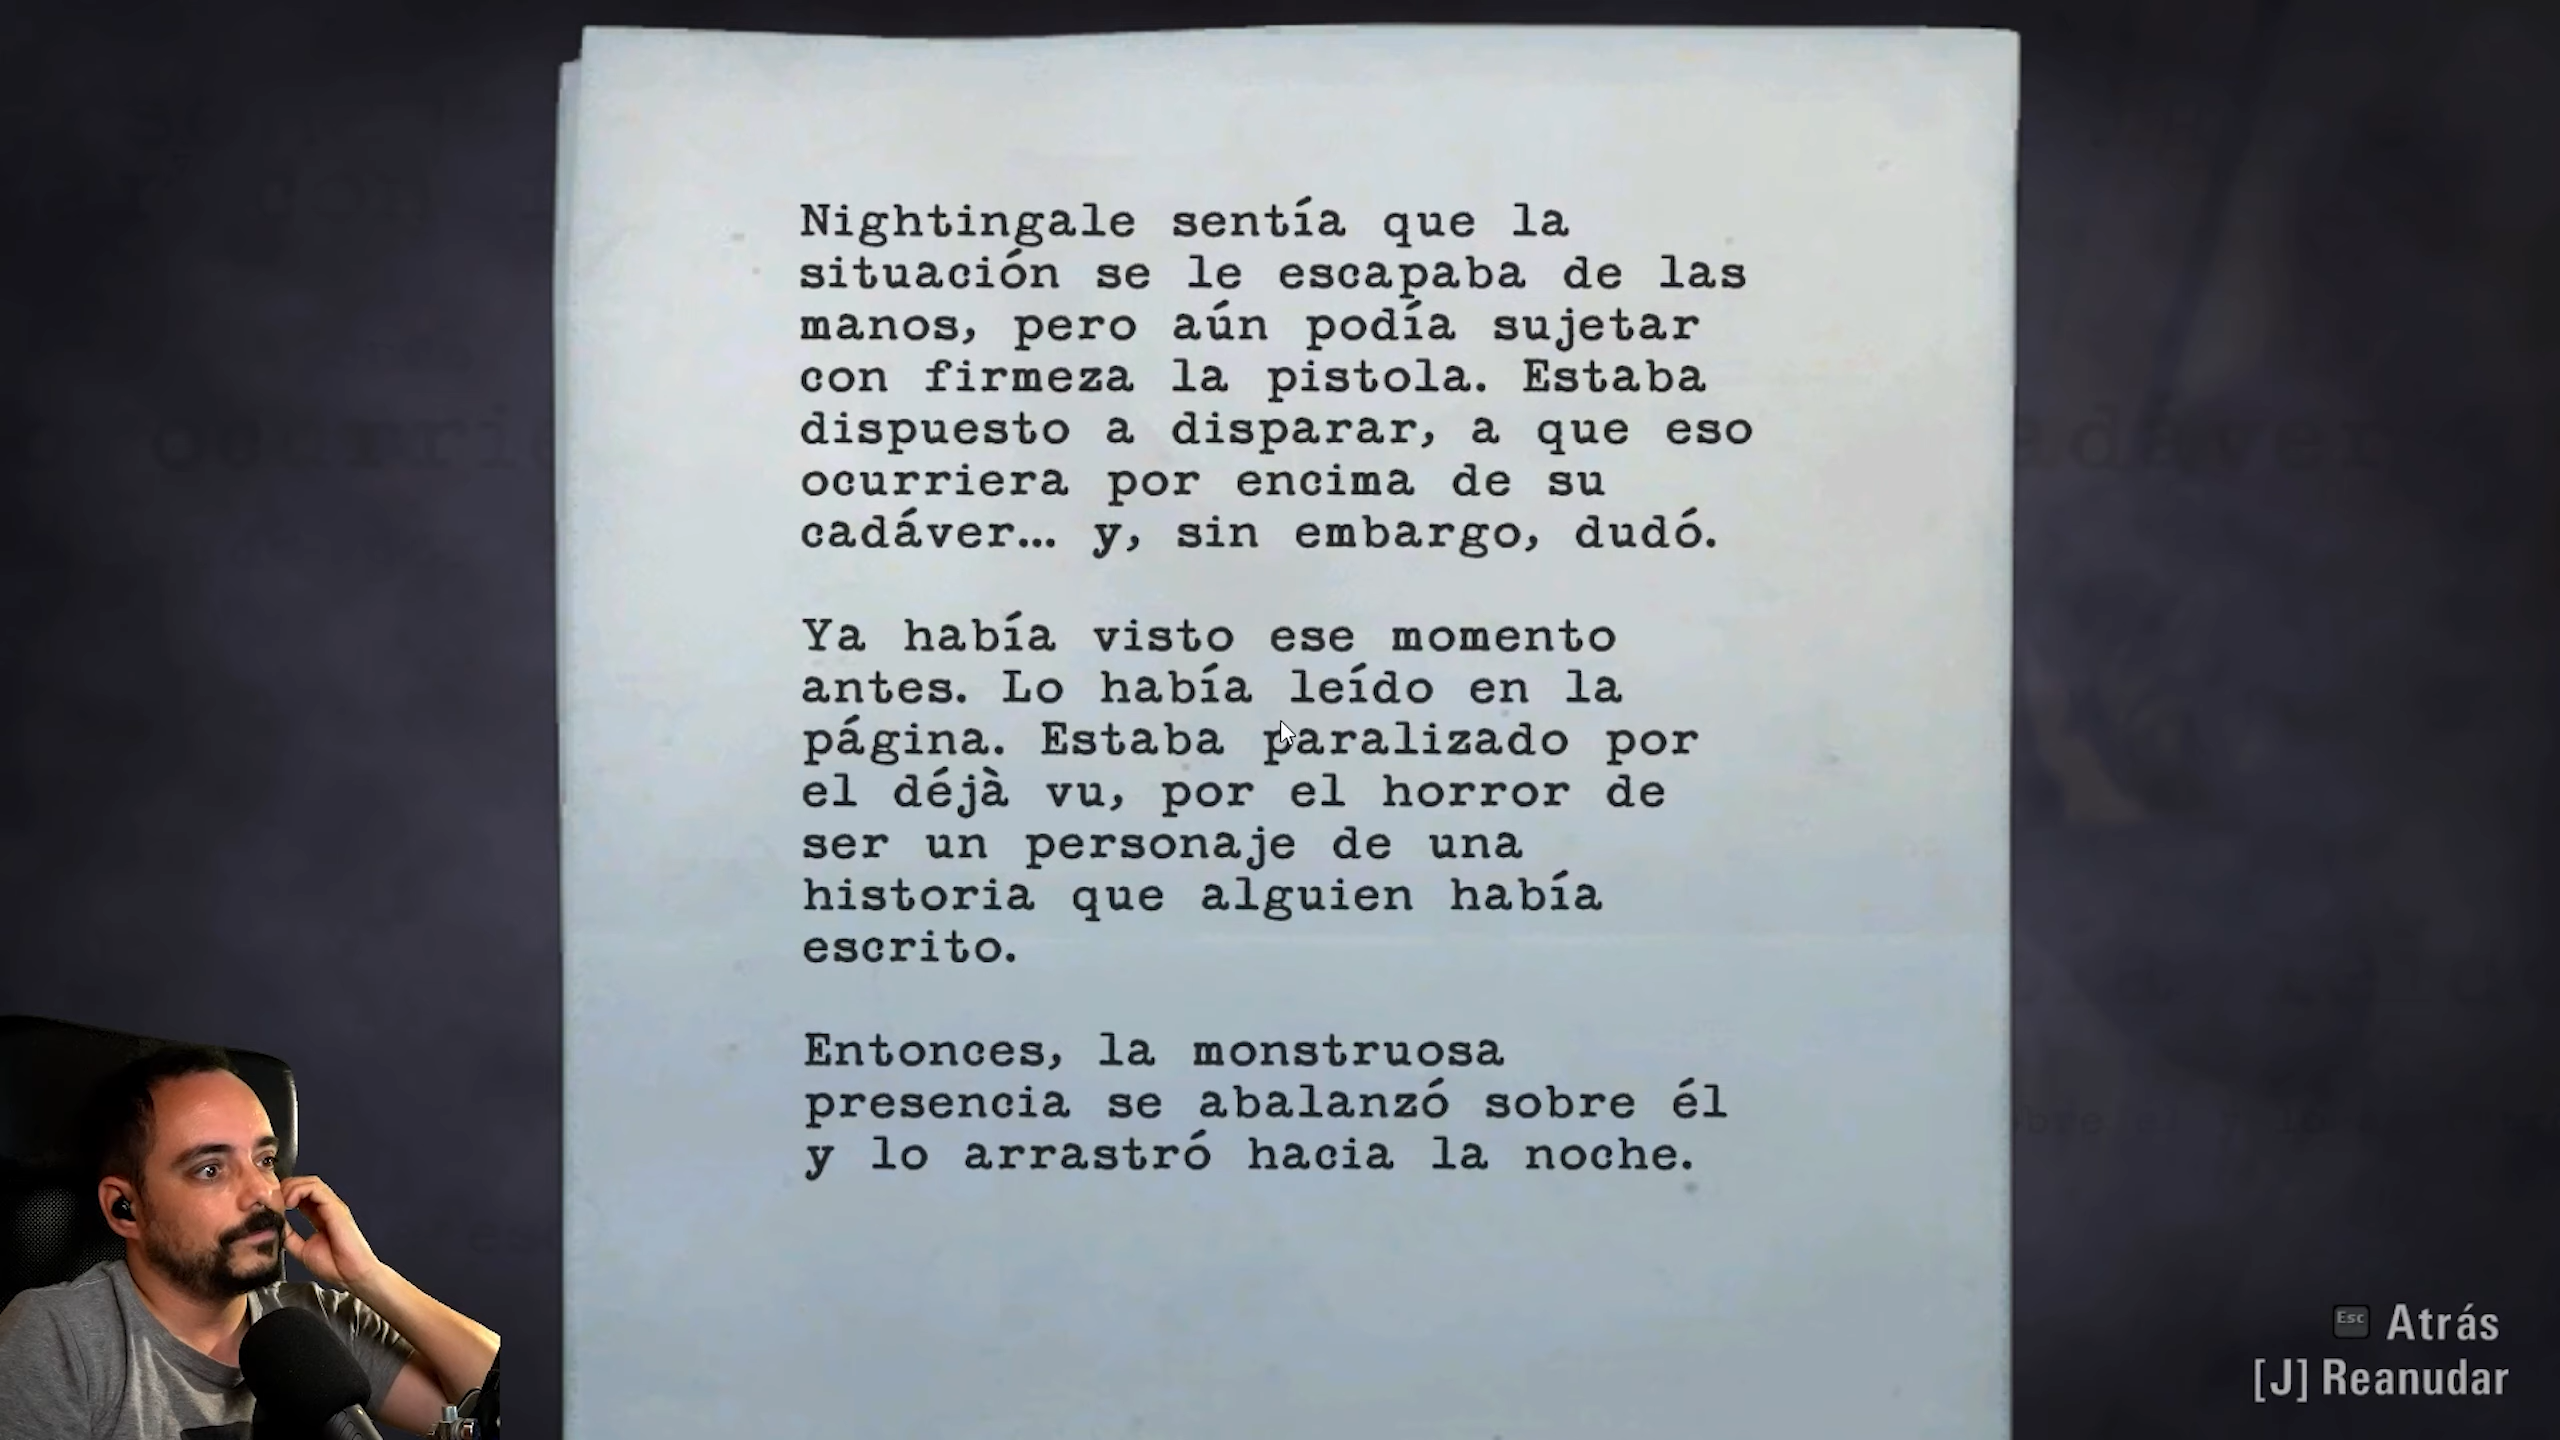 Nightingale sentía que la
situación se le escapaba de las
manos, pero aún podía sujetar
con firmeza la pistola. Estaba
dispuesto a disparar, a que eso
ocurriera por encima de su
cadáver... y, sin embargo, dudó.
Ya había visto ese momento
antes. Lo había leído en la
página. Estaba paralizado por
el déjà vu, por el horror de
ser un personaje de una
historia que alguien había
escrito.
Entonces, la monstruosa
presencia se abalanzó sobre él
y lo arrastró hacia la noche.
Esc Atrás
[J] Reanudar